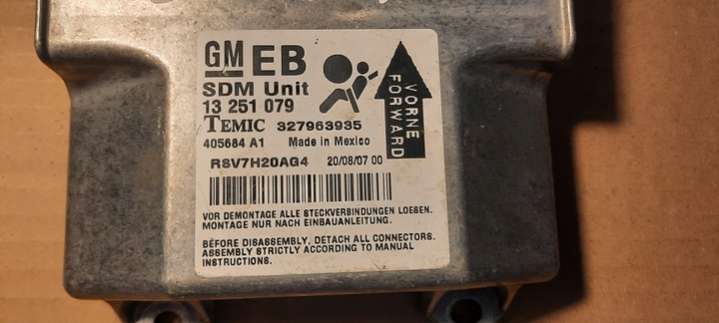 GM EB
SDM Unit
13 251 079
TEMIC 327963935
405684 A1 Made in Mexico
R8V7H20AG4 20/08/07 00
VORNE
FORWARD
VOR DEMONTAGE ALLE STECKVERBINDUNGEN LOESEN.
MONTAGE NUR NACH EINBAUANLEITUNG.
BEFORE DISASSEMBLY, DETACH ALL CONNECTORS.
ASSEMBLY STRICTLY ACCORDING TO MANUAL
INSTRUCTIONS.